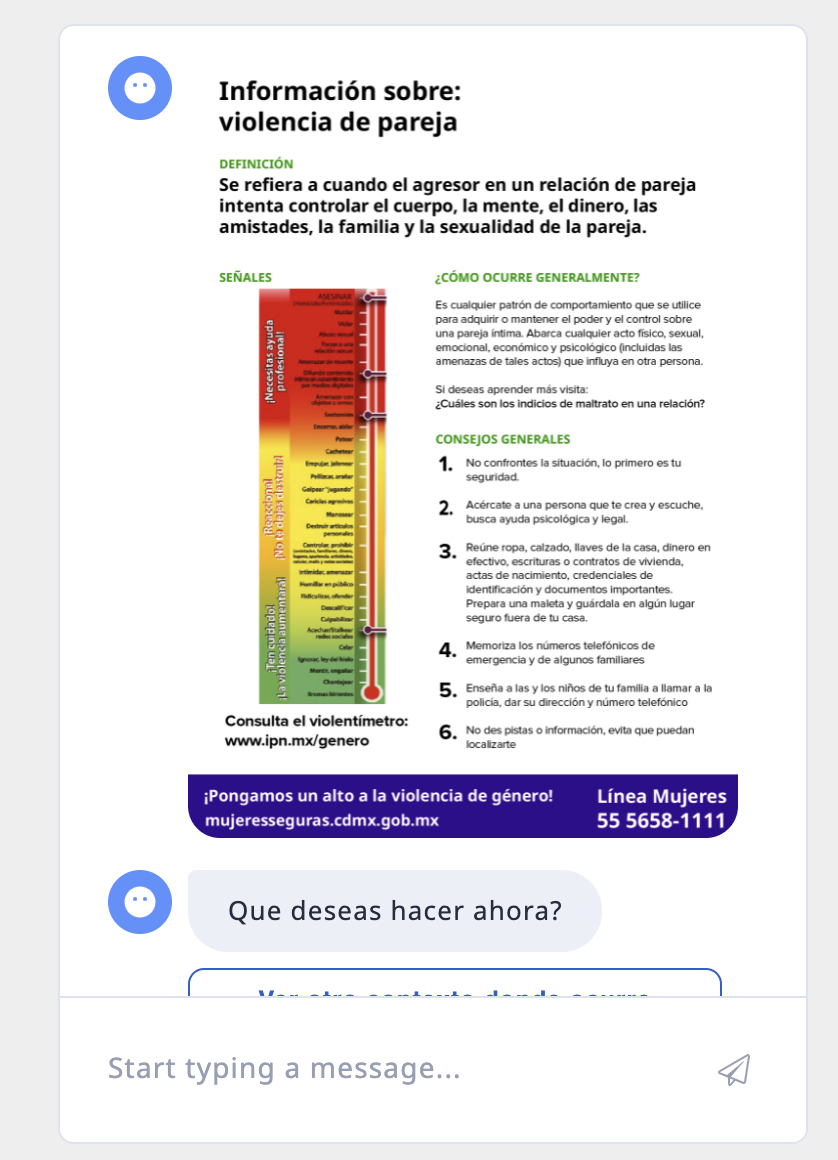 Información sobre:
violencia de pareja
DEFINICIÓN
Se refiera a cuando el agresor en un relación de pareja
intenta controlar el cuerpo, la mente, el dinero, las
amistades, la familia y la sexualidad de la pareja.
SEÑALES
¡Necesitas ayuda
profesional!
¡Reacciona!
¡No te dejes destruir!
¡Ten cuidado!
¡La violencia aumentará!
ASESINAR
Mutilar
Violar
Abuso sexual
Forzar a una
relación sexual
Amenazar de muerte
Difundir contenido
íntimo sin consentimiento
por medios digitales
Amenazar con
objetos o armas
Sextorsión
Encerrar, aislar
Patear
Cachetear
Empujar, jalonear
Pellizcar, arañar
Golpear "jugando"
Caricias agresivas
Manosear
Destruir artículos
personales
Controlar, prohibir
Intimidar, amenazar
Humillar en público
Ridiculizar, ofender
Descalificar
Culpabilizar
Acechar/Stalkear
redes sociales
Celar
Ignorar, ley del hielo
Mentir, engañar
Chantajear
Bromas hirientes
Consulta el violentímetro:
www.ipn.mx/genero
¿CÓMO OCURRE GENERALMENTE?
Es cualquier patrón de comportamiento que se utilice
para adquirir o mantener el poder y el control sobre
una pareja íntima. Abarca cualquier acto físico, sexual,
emocional, económico y psicológico (incluidas las
amenazas de tales actos) que influya en otra persona.
Si deseas aprender más visita:
¿Cuáles son los indicios de maltrato en una relación?
CONSEJOS GENERALES
1. No confrontes la situación, lo primero es tu
seguridad.
2. Acércate a una persona que te crea y escuche,
busca ayuda psicológica y legal.
3. Reúne ropa, calzado, llaves de la casa, dinero en
efectivo, escrituras o contratos de vivienda,
actas de nacimiento, credenciales de
identificación y documentos importantes.
Prepara una maleta y guárdala en algún lugar
seguro fuera de tu casa.
4. Memoriza los números telefónicos de
emergencia y de algunos familiares
5. Enseña a las y los niños de tu familia a llamar a la
policía, dar su dirección y número telefónico
6. No des pistas o información, evita que puedan
localizarte
¡Pongamos un alto a la violencia de género!
mujeresseguras.cdmx.gob.mx
Línea Mujeres
55 5658-1111
Que deseas hacer ahora?
Ver otro contexto donde ocurre
Start typing a message...